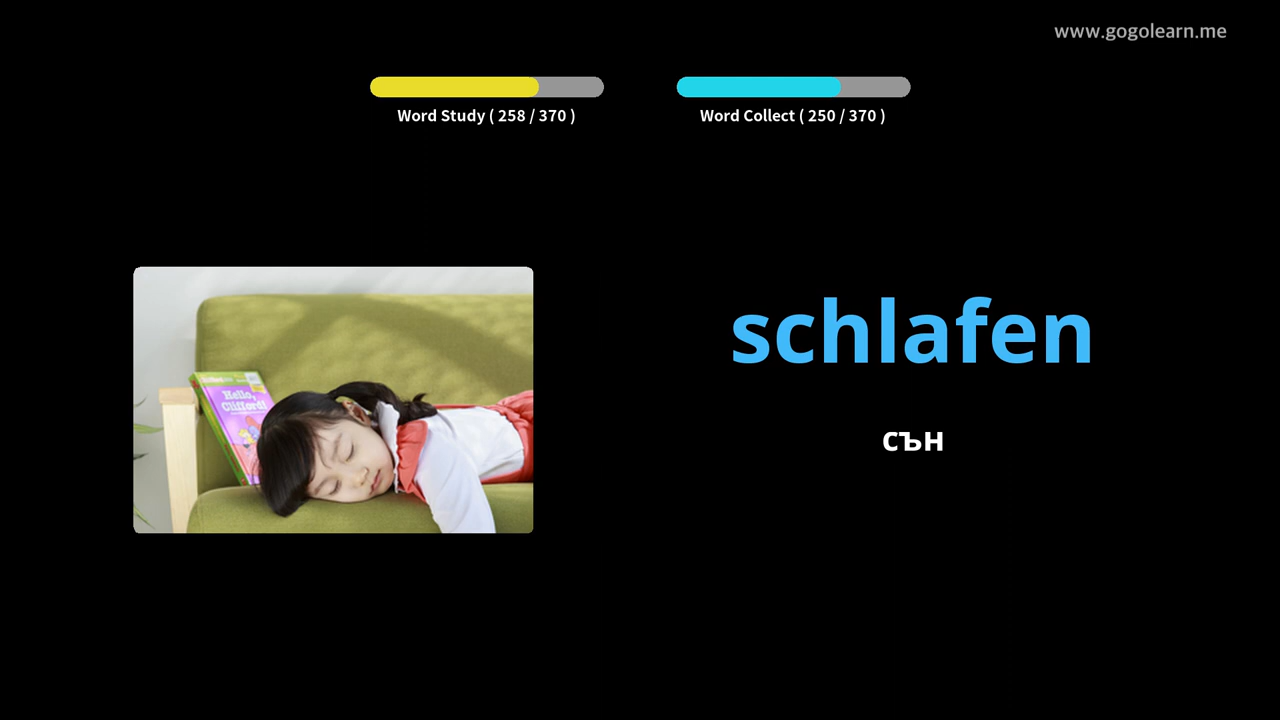 www.gogolearn.me
Word Study ( 258 / 370 )
Word Collect ( 250 / 370 )
Hello,
Clifford!
schlafen
сън